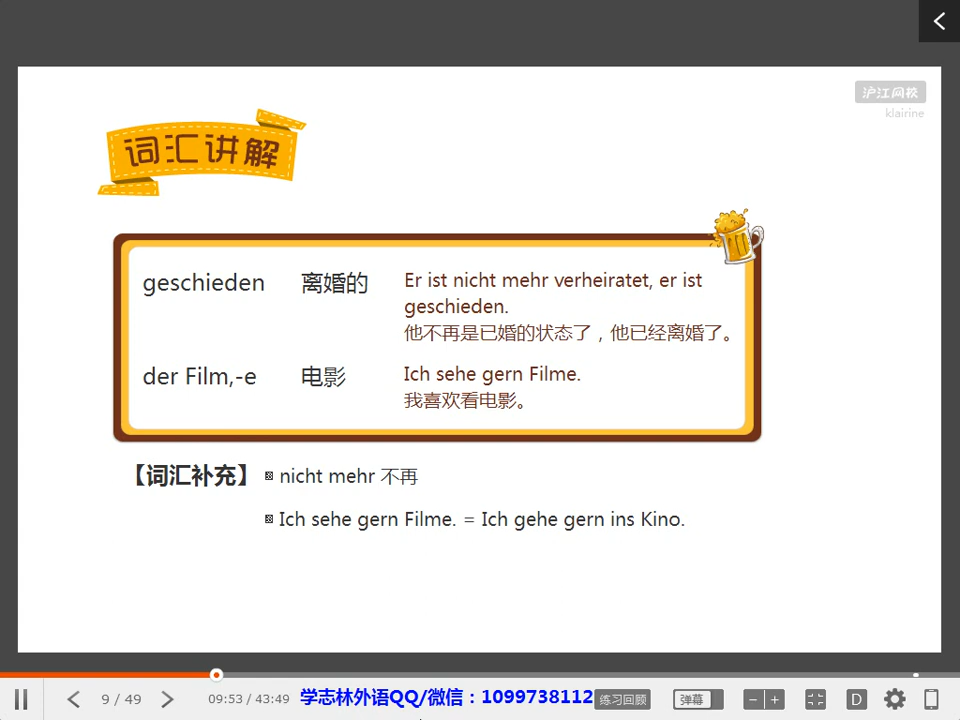 沪江网校
klairine
词汇讲解
geschieden 离婚的 Er ist nicht mehr verheiratet, er ist
geschieden.
他不再是已婚的状态了，他已经离婚了。
der Film,-e 电影 Ich sehe gern Filme.
我喜欢看电影。
【词汇补充】 nicht mehr 不再
Ich sehe gern Filme. = Ich gehe gern ins Kino.
9 / 49 09:53 / 43:49 学志林外语QQ/微信：1099738112 练习回顾 弹幕 D